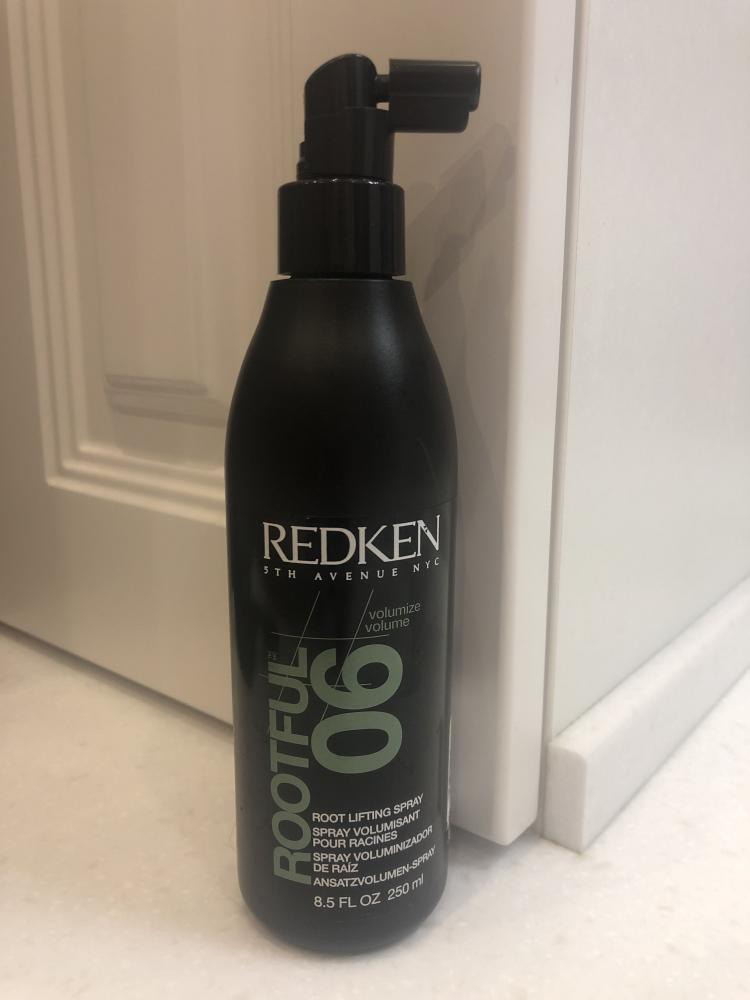 REDKEN
5TH AVENUE NYC
volumize
volume
ROOTFUL
06
ROOT LIFTING SPRAY
SPRAY VOLUMISANT
POUR RACINES
SPRAY VOLUMINIZADOR
DE RAÍZ
ANSATZVOLUMEN-SPRAY
8.5 FL OZ 250 ml